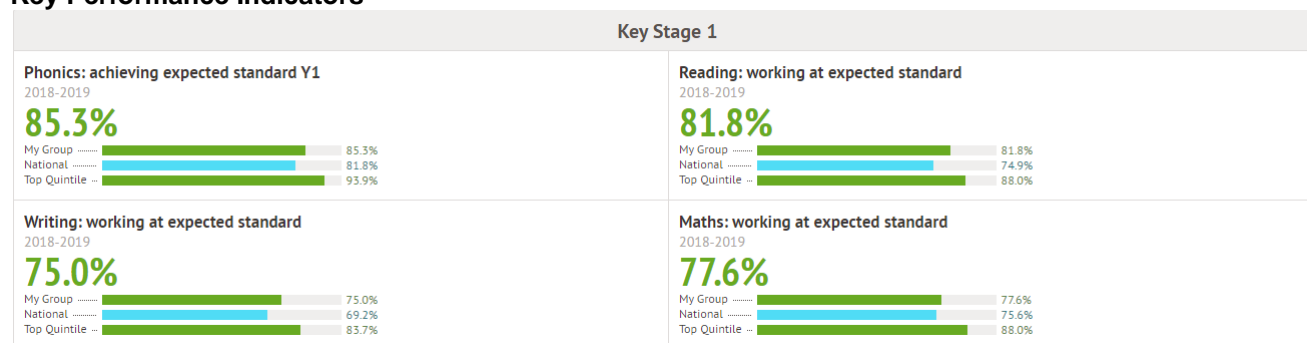 Key Performance Indicators
Key Stage 1
Phonics: achieving expected standard Y1
2018-2019
85.3%
My Group 85.3%
National 81.8%
Top Quintile 93.9%
Reading: working at expected standard
2018-2019
81.8%
My Group 81.8%
National 74.9%
Top Quintile 88.0%
Writing: working at expected standard
2018-2019
75.0%
My Group 75.0%
National 69.2%
Top Quintile 83.7%
Maths: working at expected standard
2018-2019
77.6%
My Group 77.6%
National 75.6%
Top Quintile 88.0%